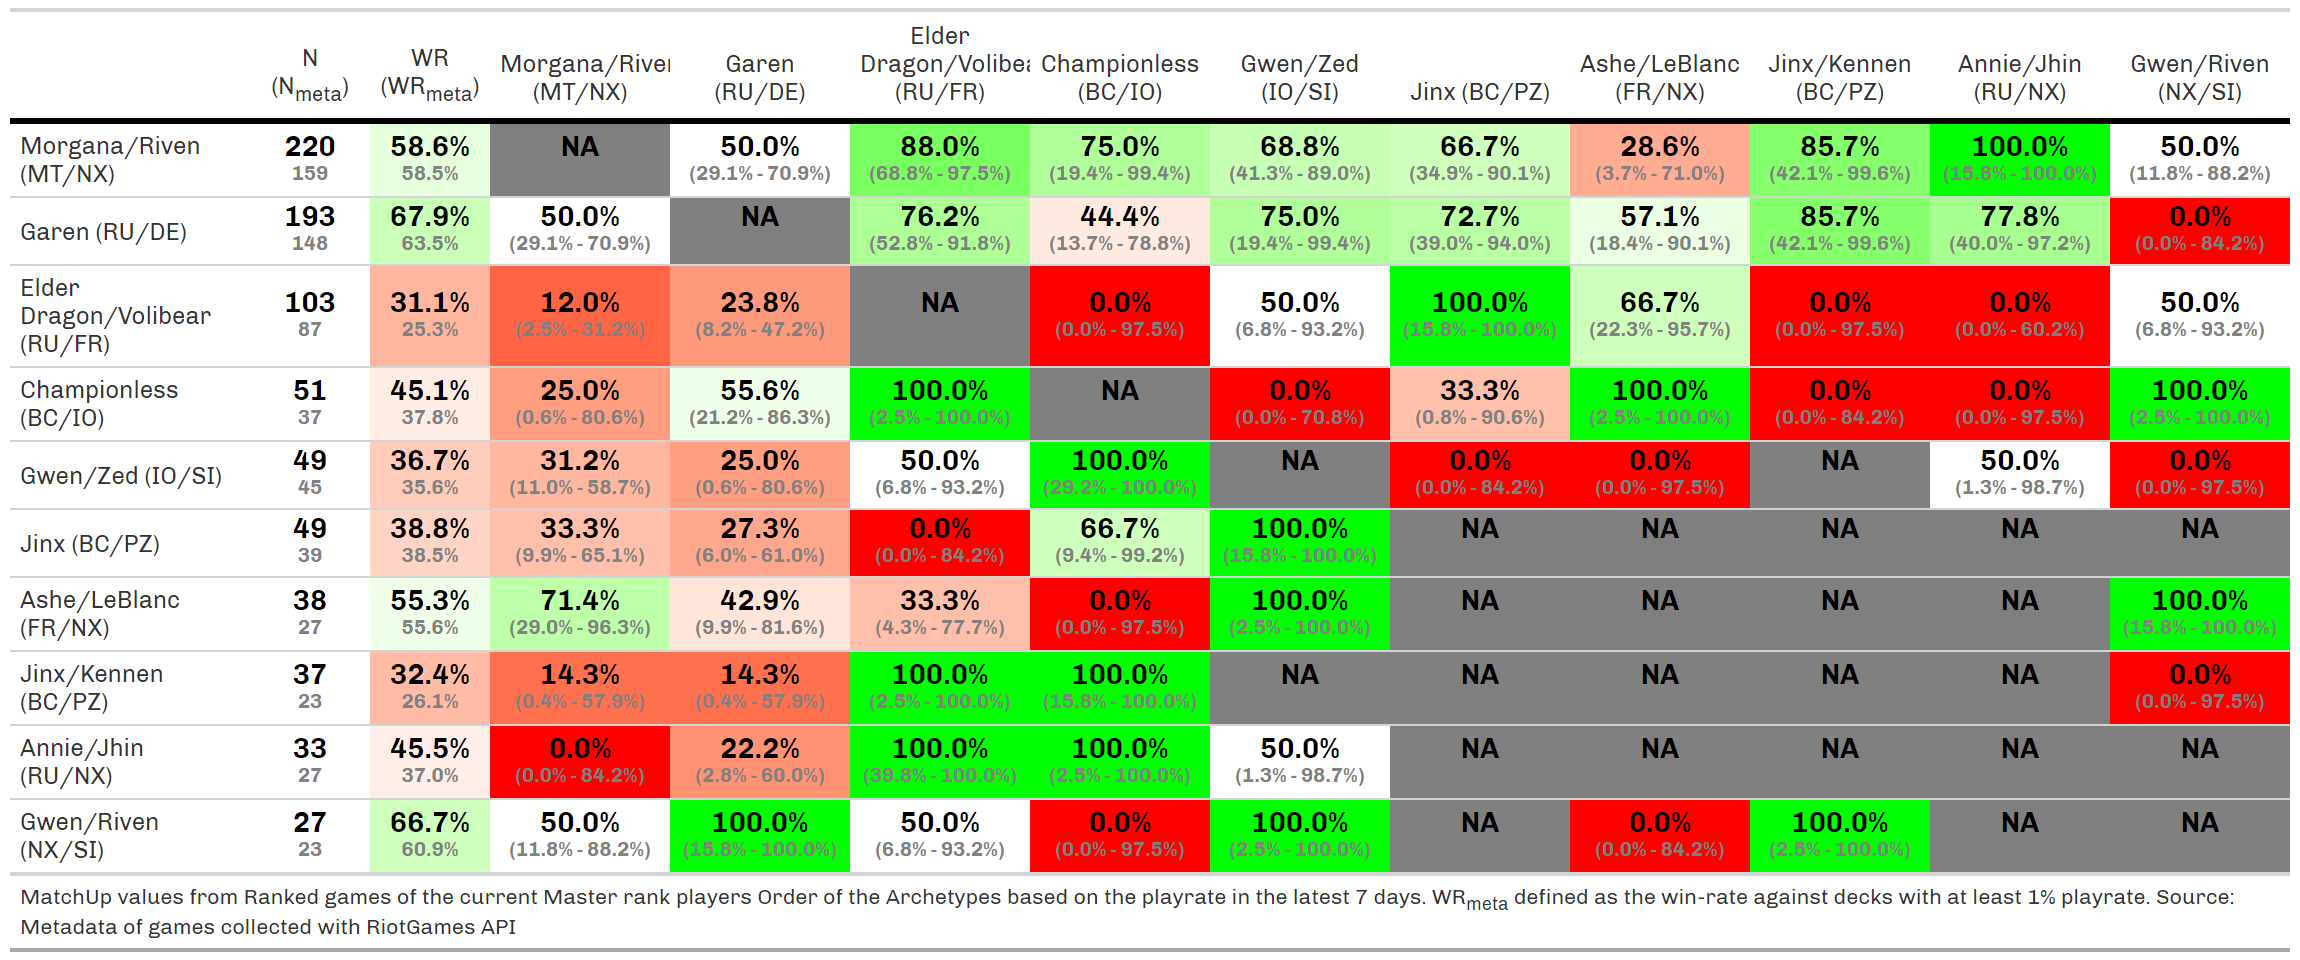 N (N_meta) WR (WR_meta) Morgana/River (MT/NX) Garen (RU/DE) Elder Dragon/Volibea (RU/FR) Championless (BC/IO) Gwen/Zed (IO/SI) Jinx (BC/PZ) Ashe/LeBlanc (FR/NX) Jinx/Kennen (BC/PZ) Annie/Jhin (RU/NX) Gwen/Riven (NX/SI)
Morgana/Riven 220 58.6% NA 50.0% 88.0% 75.0% 68.8% 66.7% 28.6% 85.7% 100.0% 50.0%
(MT/NX) 159 58.5% (29.1% - 70.9%) (68.8% - 97.5%) (19.4% - 99.4%) (41.3% - 89.0%) (34.9% - 90.1%) (3.7% - 71.0%) (42.1% - 99.6%) (15.8% - 100.0%) (11.8% - 88.2%)
Garen (RU/DE) 193 67.9% 50.0% NA 76.2% 44.4% 75.0% 72.7% 57.1% 85.7% 77.8% 0.0%
148 63.5% (29.1% - 70.9%) (52.8% - 91.8%) (13.7% - 78.8%) (19.4% - 99.4%) (39.0% - 94.0%) (18.4% - 90.1%) (42.1% - 99.6%) (40.0% - 97.2%) (0.0% - 84.2%)
Elder
Dragon/Volibear 103 31.1% 12.0% 23.8% NA 0.0% 50.0% 100.0% 66.7% 0.0% 0.0% 50.0%
(RU/FR) 87 25.3% (2.5% - 31.2%) (8.2% - 47.2%) (0.0% - 97.5%) (6.8% - 93.2%) (15.8% - 100.0%) (22.3% - 95.7%) (0.0% - 97.5%) (0.0% - 60.2%) (6.8% - 93.2%)
Championless 51 45.1% 25.0% 55.6% 100.0% NA 0.0% 33.3% 100.0% 0.0% 0.0% 100.0%
(BC/IO) 37 37.8% (0.6% - 80.6%) (21.2% - 86.3%) (2.5% - 100.0%) (0.0% - 70.8%) (0.8% - 90.6%) (2.5% - 100.0%) (0.0% - 84.2%) (0.0% - 97.5%) (2.5% - 100.0%)
Gwen/Zed (IO/SI) 49 36.7% 31.2% 25.0% 50.0% 100.0% NA 0.0% 0.0% NA 50.0% 0.0%
45 35.6% (11.0% - 58.7%) (0.6% - 80.6%) (6.8% - 93.2%) (29.2% - 100.0%) (0.0% - 84.2%) (0.0% - 97.5%) (1.3% - 98.7%) (0.0% - 97.5%)
Jinx (BC/PZ) 49 38.8% 33.3% 27.3% 0.0% 66.7% 100.0% NA NA NA NA NA
39 38.5% (9.9% - 65.1%) (6.0% - 61.0%) (0.0% - 84.2%) (9.4% - 99.2%) (15.8% - 100.0%)
Ashe/LeBlanc 38 55.3% 71.4% 42.9% 33.3% 0.0% 100.0% NA NA NA NA 100.0%
(FR/NX) 27 55.6% (29.0% - 96.3%) (9.9% - 81.6%) (4.3% - 77.7%) (0.0% - 97.5%) (2.5% - 100.0%) (15.8% - 100.0%)
Jinx/Kennen 37 32.4% 14.3% 14.3% 100.0% 100.0% NA NA NA NA NA 0.0%
(BC/PZ) 23 26.1% (0.4% - 57.9%) (0.4% - 57.9%) (2.5% - 100.0%) (15.8% - 100.0%) (0.0% - 97.5%)
Annie/Jhin 33 45.5% 0.0% 22.2% 100.0% 100.0% 50.0% NA NA NA NA NA
(RU/NX) 27 37.0% (0.0% - 84.2%) (2.8% - 60.0%) (39.8% - 100.0%) (2.5% - 100.0%) (1.3% - 98.7%)
Gwen/Riven 27 66.7% 50.0% 100.0% 50.0% 0.0% 100.0% NA 0.0% 100.0% NA NA
(NX/SI) 23 60.9% (11.8% - 88.2%) (15.8% - 100.0%) (6.8% - 93.2%) (0.0% - 97.5%) (2.5% - 100.0%) (0.0% - 84.2%) (2.5% - 100.0%)
MatchUp values from Ranked games of the current Master rank players Order of the Archetypes based on the playrate in the latest 7 days. WR_meta defined as the win-rate against decks with at least 1% playrate. Source:
Metadata of games collected with RiotGames API